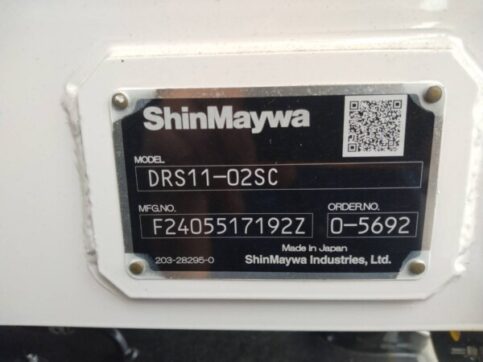 ShinMaywa
MODEL
DRS11-02SC
MFG.NO. ORDER.NO.
F2405517192Z 0-5692
Made in Japan
203-28295-0 ShinMaywa Industries, Ltd.